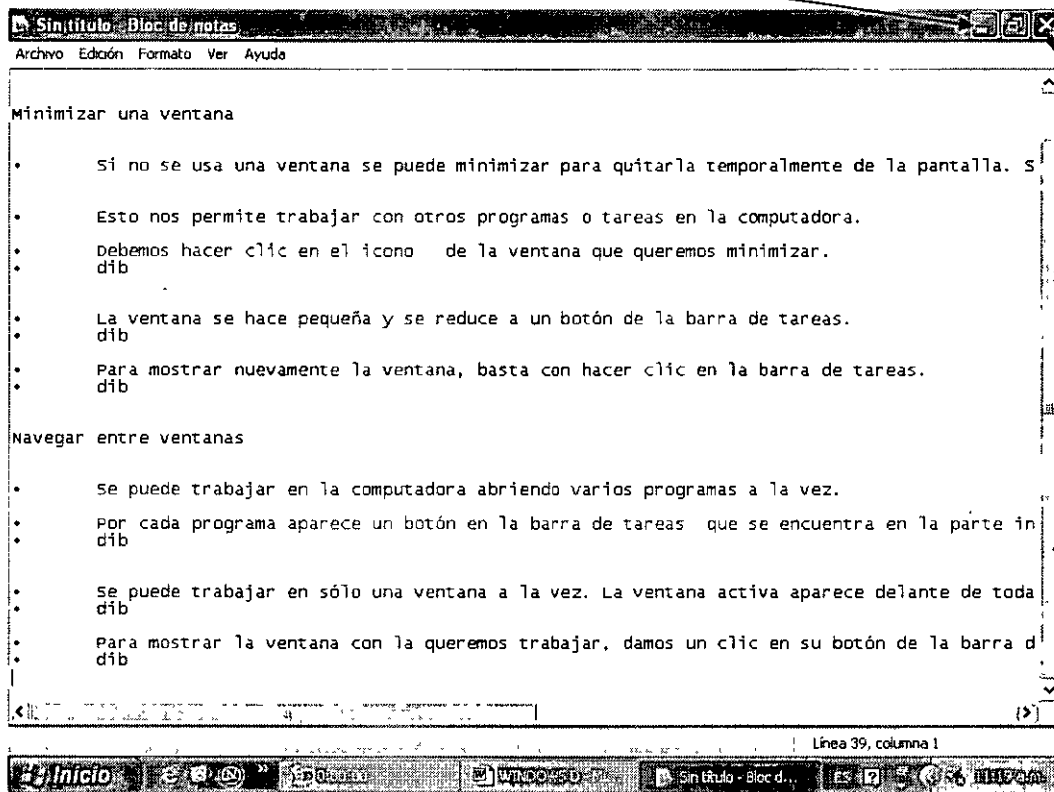 Sin título - Bloc de notas
Archivo Edición Formato Ver Ayuda
Minimizar una ventana
• Si no se usa una ventana se puede minimizar para quitarla temporalmente de la pantalla. S
• Esto nos permite trabajar con otros programas o tareas en la computadora.
• Debemos hacer clic en el icono de la ventana que queremos minimizar.
• dib
• La ventana se hace pequeña y se reduce a un botón de la barra de tareas.
• dib
• Para mostrar nuevamente la ventana, basta con hacer clic en la barra de tareas.
• dib
Navegar entre ventanas
• Se puede trabajar en la computadora abriendo varios programas a la vez.
• Por cada programa aparece un botón en la barra de tareas que se encuentra en la parte in
• dib
• Se puede trabajar en sólo una ventana a la vez. La ventana activa aparece delante de toda
• dib
• Para mostrar la ventana con la queremos trabajar, damos un clic en su botón de la barra d
• dib
Línea 39, columna 1
Inicio Sin título - Bloc d... ES